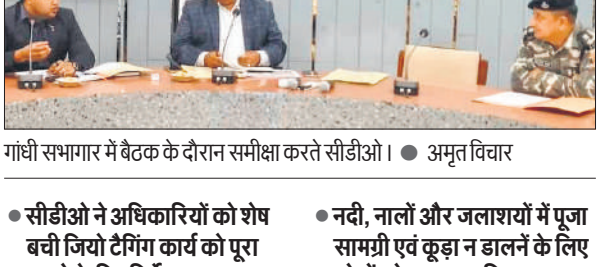 गांधी सभागार में बैठक के दौरान समीक्षा करते सीडीओ। ● अमृत विचार
● सीडीओ ने अधिकारियों को शेष
बची जियो टैगिंग कार्य को पूरा
● नदी, नालों और जलाशयों में पूजा
सामग्री एवं कूड़ा न डालनें के लिए